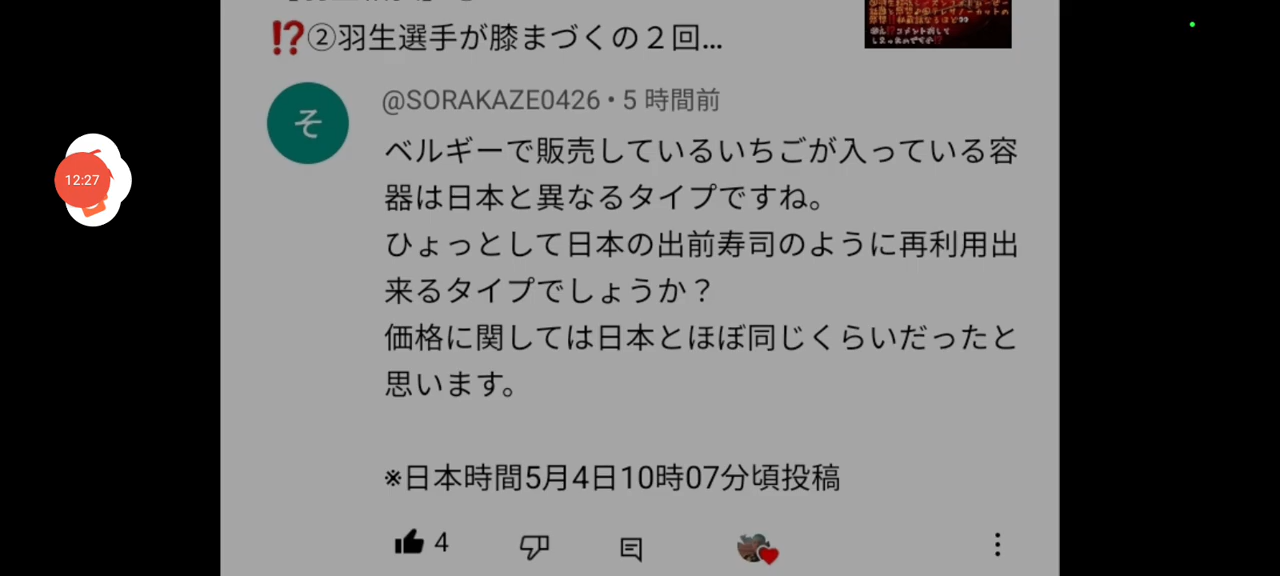 ⁉️②羽生選手が膝まづくの２回...
そ
@SORAKAZE0426 • 5 時間前
ベルギーで販売しているいちごが入っている容
12:27
器は日本と異なるタイプですね。
ひょっとして日本の出前寿司のように再利用出
来るタイプでしょうか？
価格に関しては日本とほぼ同じくらいだったと
思います。
※日本時間5月4日10時07分頃投稿
4